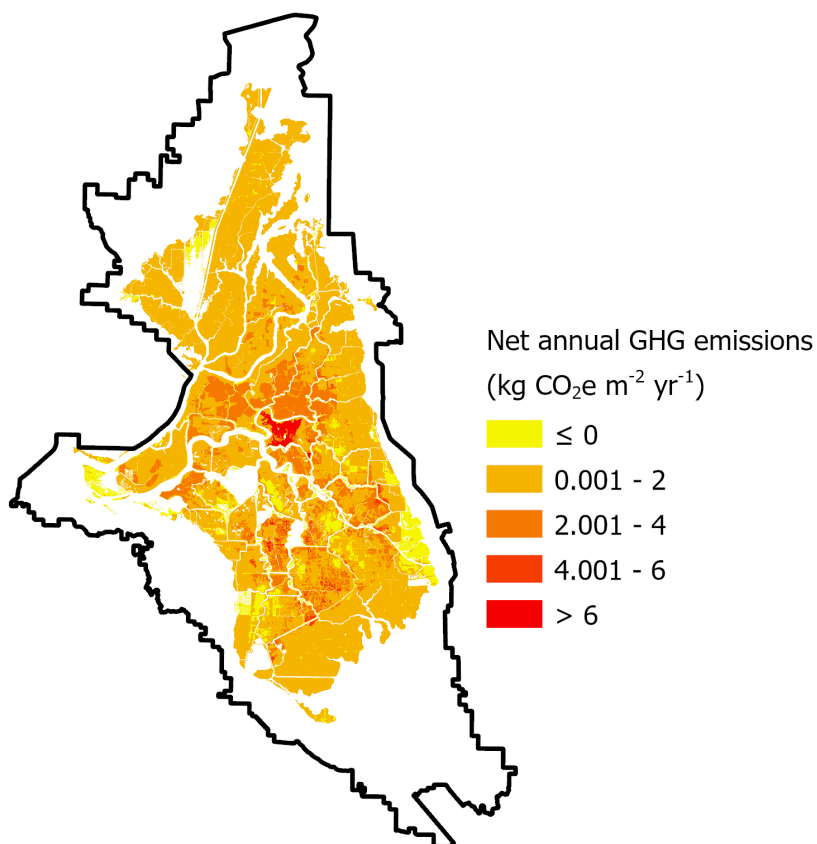 Net annual GHG emissions
(kg CO₂e m⁻² yr⁻¹)
≤ 0
0.001 - 2
2.001 - 4
4.001 - 6
> 6